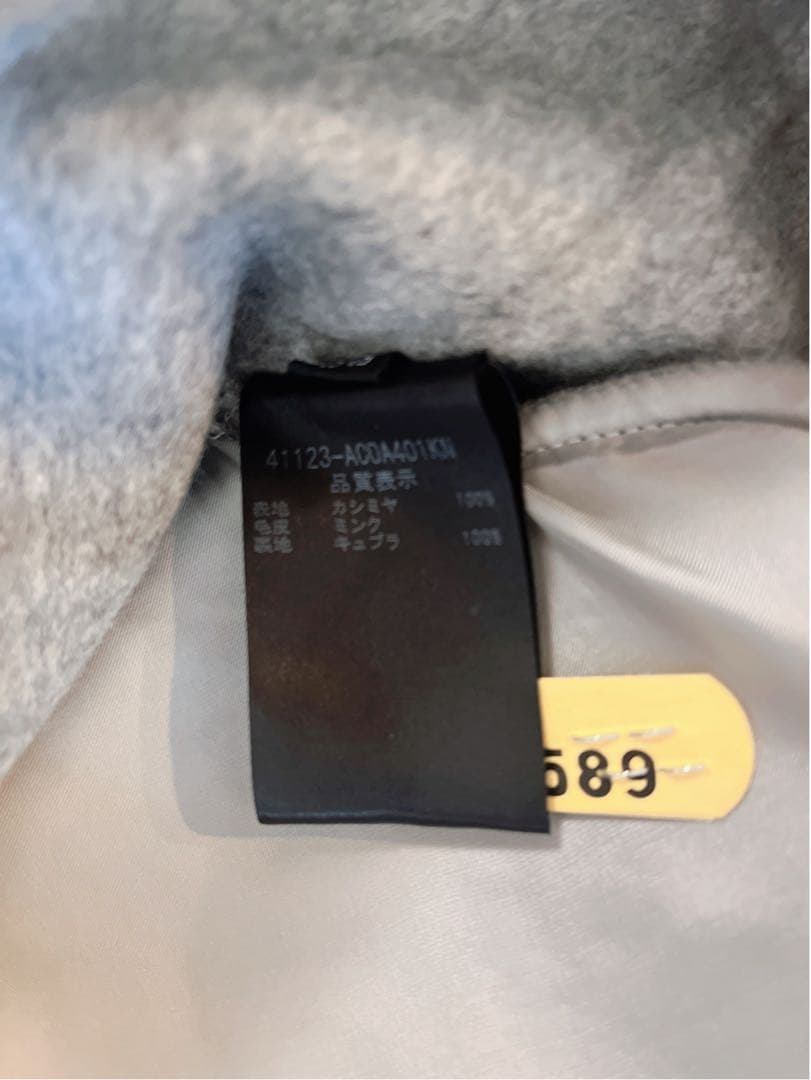 41123-AC0A401KN
品質表示
表地 カシミヤ 100%
毛皮 ミンク
裏地 キュプラ 100%
589